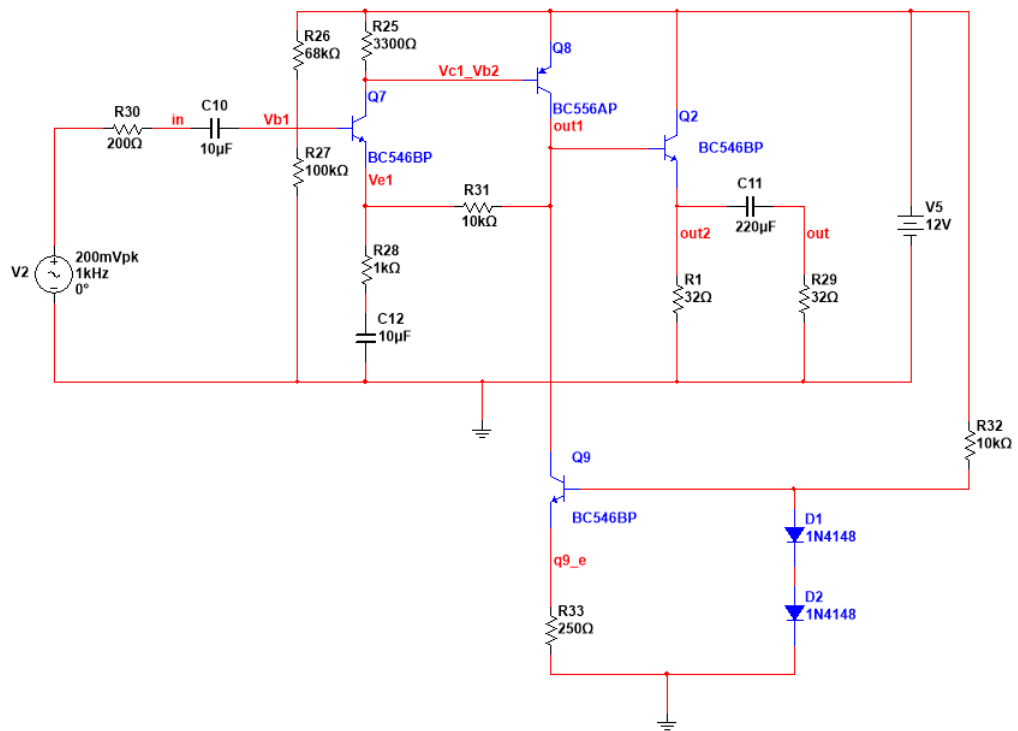 R26
68kΩ
R25
3300Ω
Q8
Vc1_Vb2
Q7
BC556AP
out1
Q2
R30
200Ω
in
C10
10µF
Vb1
R27
100kΩ
BC546BP
Ve1
BC546BP
R31
10kΩ
C11
220µF
V5
12V
out2
out
V2
200mVpk
1kHz
0°
R28
1kΩ
R1
32Ω
R29
32Ω
C12
10µF
R32
10kΩ
Q9
BC546BP
D1
1N4148
q9_e
D2
1N4148
R33
250Ω